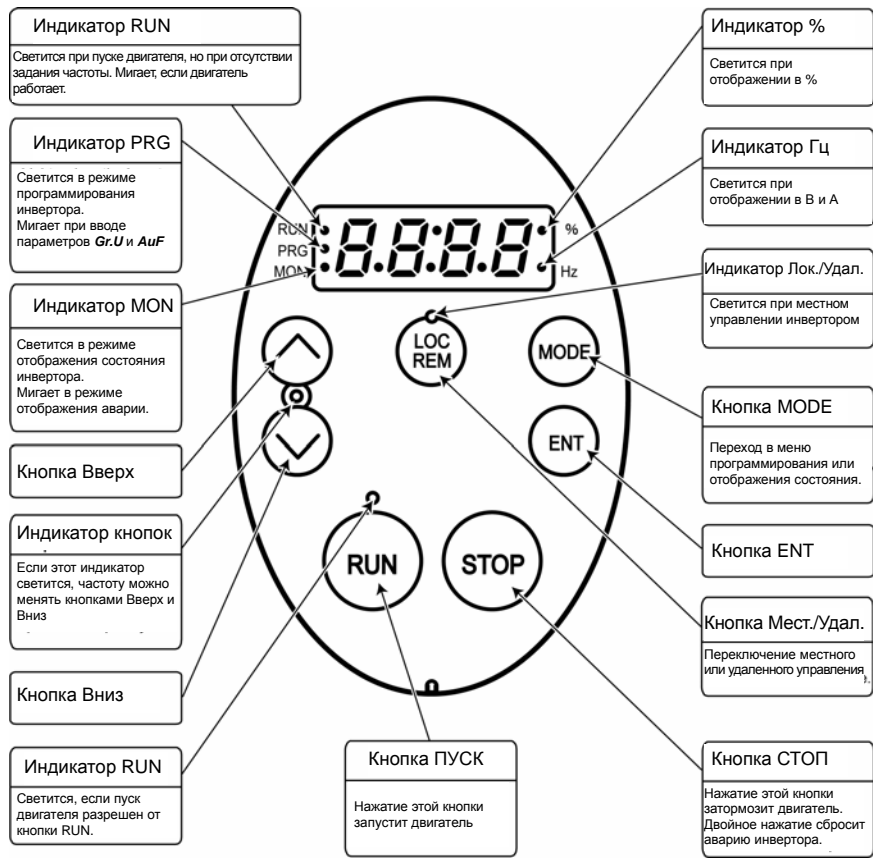 Индикатор RUN
Светится при пуске двигателя, но при отсутствии
задания частоты. Мигает, если двигатель
работает.
Индикатор PRG
Светится в режиме
программирования
инвертора.
Мигает при вводе
параметров Gr.U и AuF
Индикатор MON
Светится в режиме
отображения состояния
инвертора.
Мигает в режиме
отображения аварии.
Кнопка Вверх
Индикатор кнопок
Если этот индикатор
светится, частоту можно
менять кнопками Вверх и
Вниз
Кнопка Вниз
Индикатор RUN
Светится, если пуск
двигателя разрешен от
кнопки RUN.
RUN
PRG
MON
8.8.8.8
%
Hz
LOC
REM
MODE
ENT
RUN
STOP
Кнопка ПУСК
Нажатие этой кнопки
запустит двигатель
Индикатор %
Светится при
отображении в %
Индикатор Гц
Светится при
отображении в В и А
Индикатор Лок./Удал.
Светится при местном
управлении инвертором
Кнопка MODE
Переход в меню
программирования или
отображения состояния.
Кнопка ENT
Кнопка Мест./Удал.
Переключение местного
или удаленного управления
Кнопка СТОП
Нажатие этой кнопки
затормозит двигатель.
Двойное нажатие сбросит
аварию инвертора.